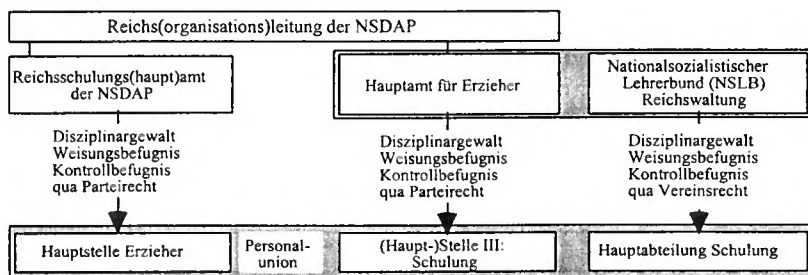 Reichs(organisations)leitung der NSDAP
Reichsschulungs(haupt)amt
der NSDAP
Hauptamt für Erzieher
Nationalsozialistischer
Lehrerbund (NSLB)
Reichswaltung
Disziplinargewalt
Weisungsbefugnis
Kontrollbefugnis
qua Parteirecht
Disziplinargewalt
Weisungsbefugnis
Kontrollbefugnis
qua Parteirecht
Disziplinargewalt
Weisungsbefugnis
Kontrollbefugnis
qua Vereinsrecht
Hauptstelle Erzieher
Personal-
union
(Haupt-)Stelle III:
Schulung
Hauptabteilung Schulung